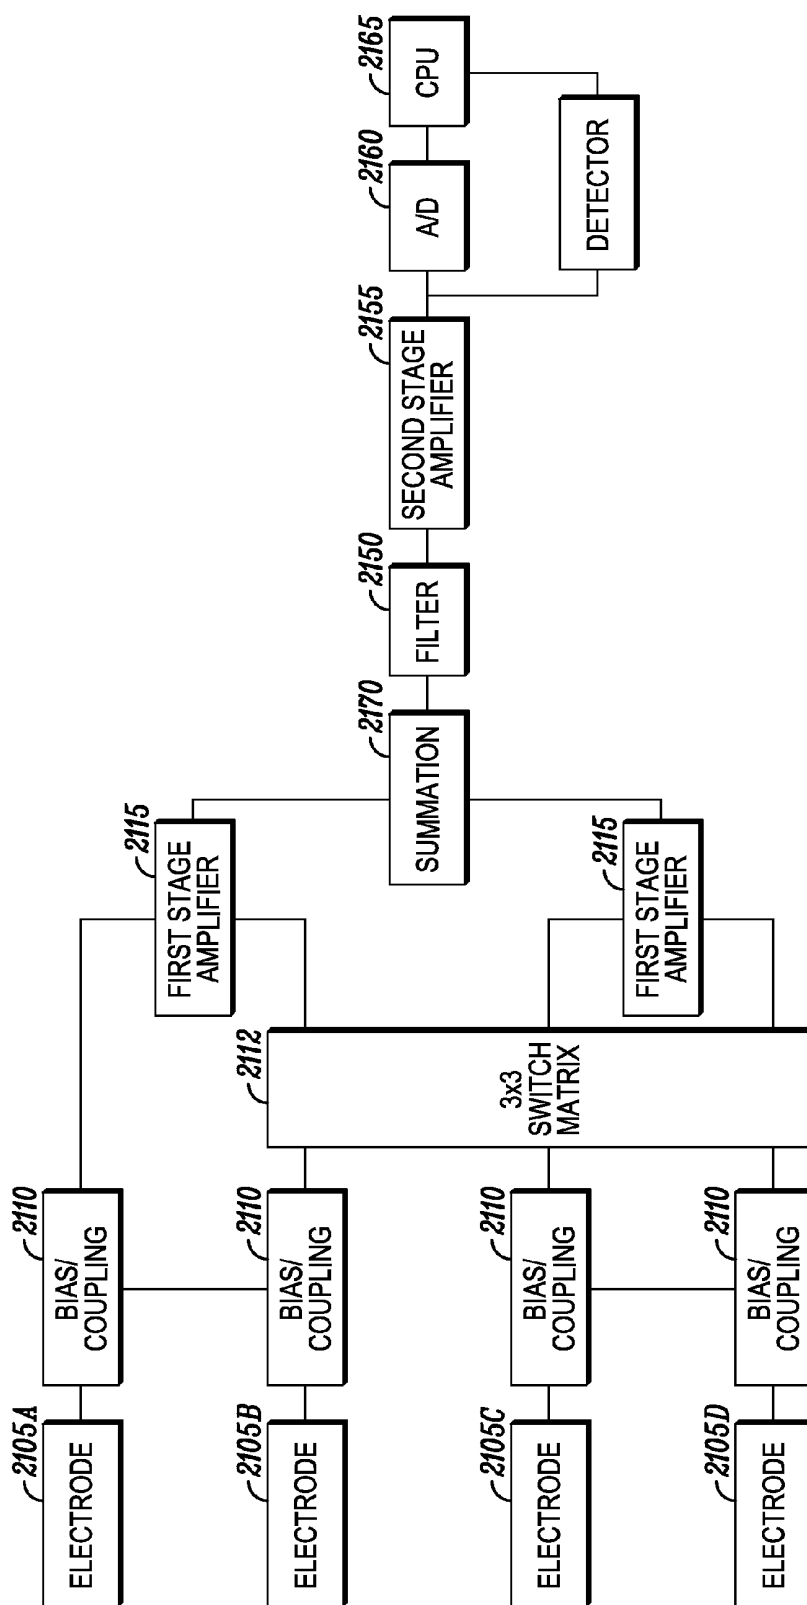 2105A
ELECTRODE
2110
BIAS/
COUPLING
2105B
ELECTRODE
2110
BIAS/
COUPLING
2105C
ELECTRODE
2110
BIAS/
COUPLING
2105D
ELECTRODE
2110
BIAS/
COUPLING
2112
3x3
SWITCH
MATRIX
2115
FIRST STAGE
AMPLIFIER
2115
FIRST STAGE
AMPLIFIER
2170
SUMMATION
2150
FILTER
2155
SECOND STAGE
AMPLIFIER
2160
A/D
2165
CPU
DETECTOR